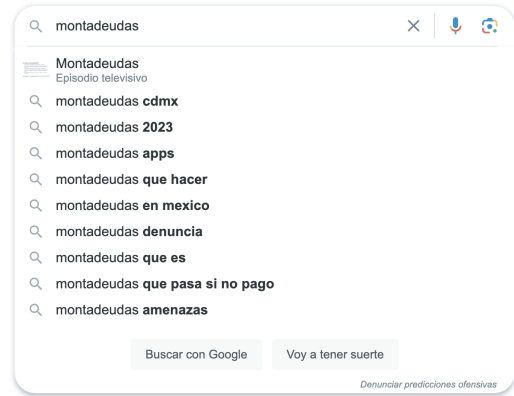 montadeudas
Montadeudas
Episodio televisivo
montadeudas cdmx
montadeudas 2023
montadeudas apps
montadeudas que hacer
montadeudas en mexico
montadeudas denuncia
montadeudas que es
montadeudas que pasa si no pago
montadeudas amenazas
Buscar con Google Voy a tener suerte
Denunciar predicciones ofensivas